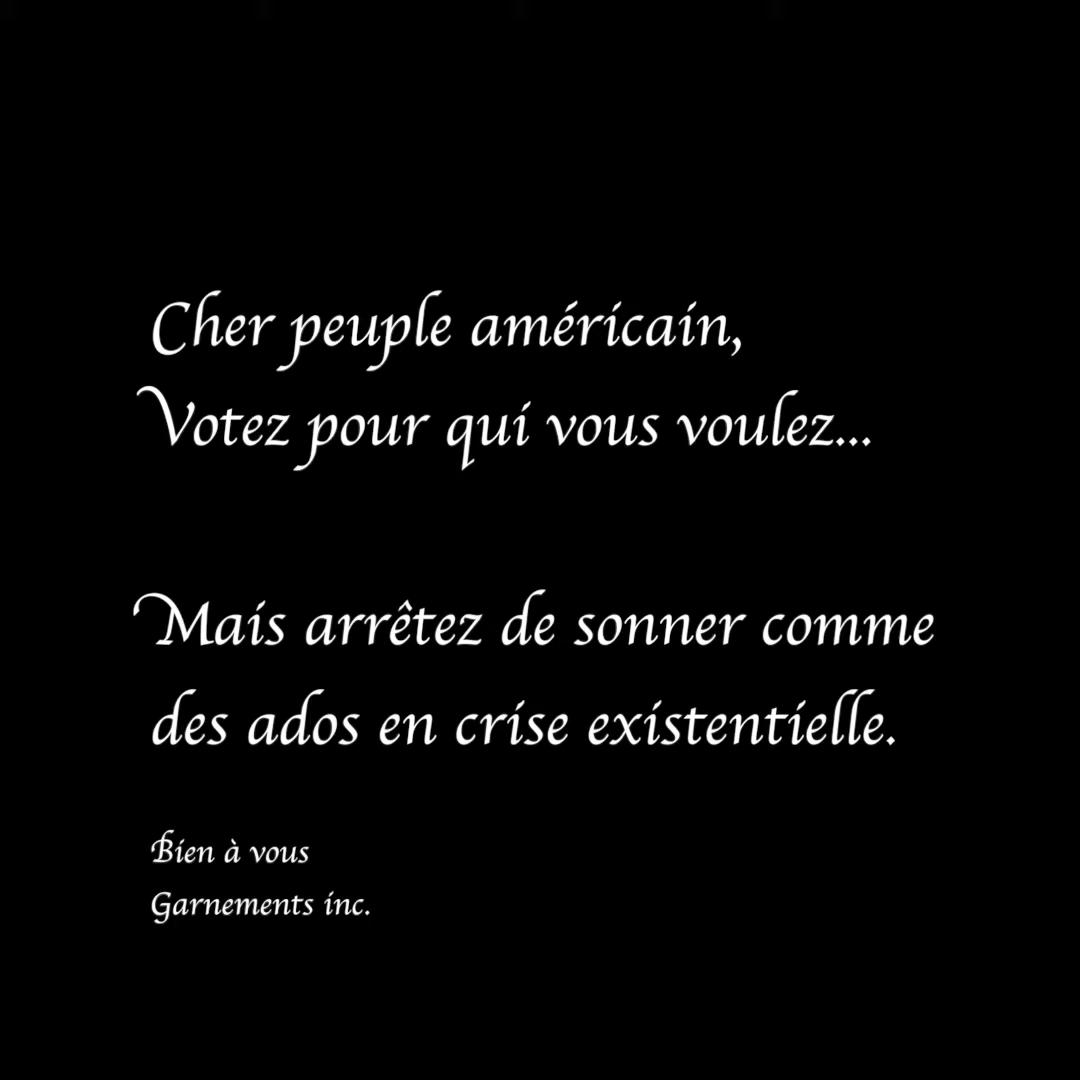 Cher peuple américain,
Votez pour qui vous voulez...
Mais arrêtez de sonner comme
des ados en crise existentielle.
Bien à vous
Garnements inc.